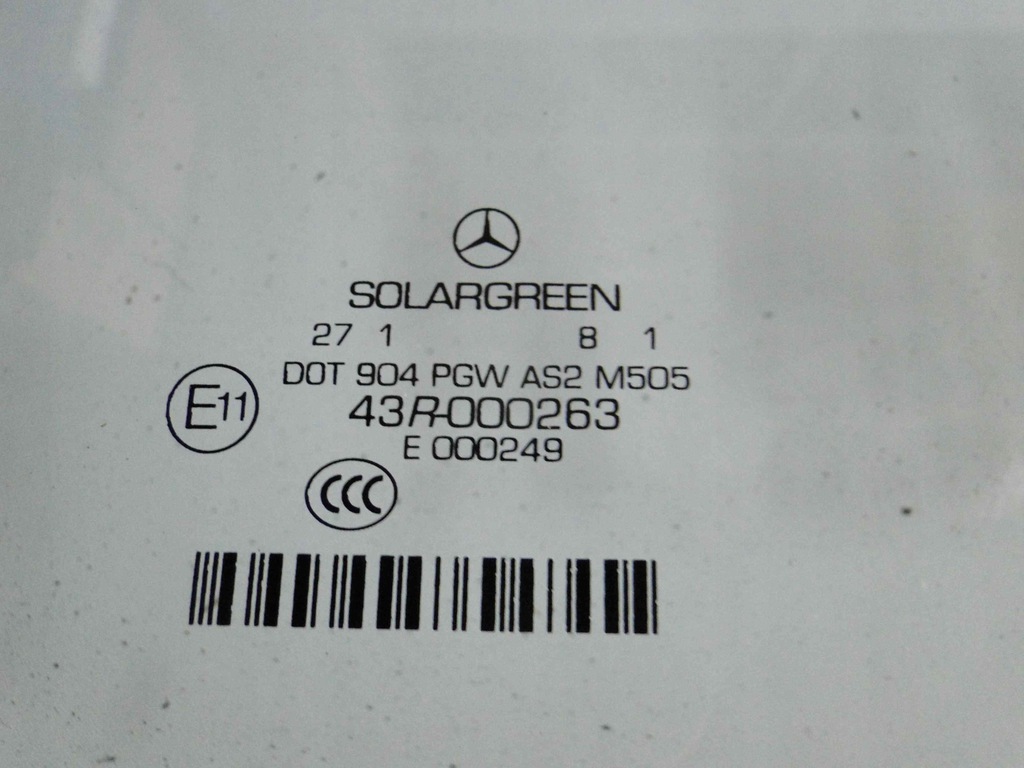 SOLARGREEN
27 1 8 1
DOT 904 PGW AS2 M505
E11 43R-000263
E 000249
CCC